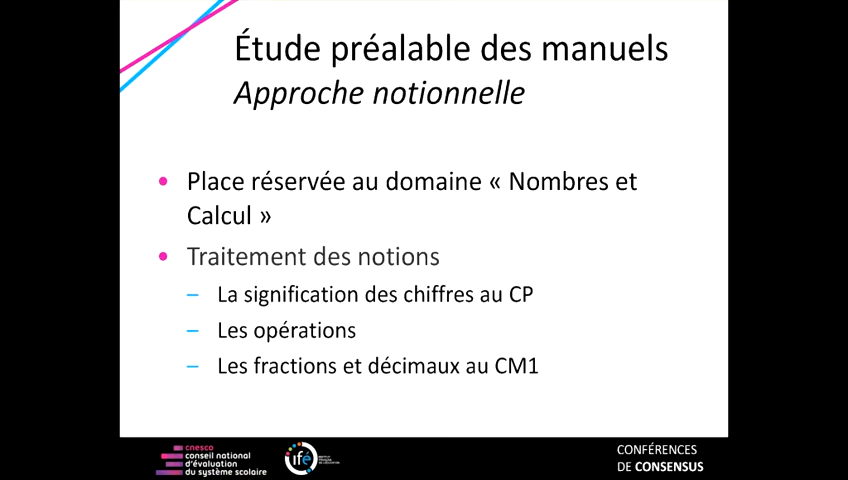 Étude préalable des manuels
Approche notionnelle
• Place réservée au domaine « Nombres et
Calcul »
• Traitement des notions
– La signification des chiffres au CP
– Les opérations
– Les fractions et décimaux au CM1
cnesco
conseil national
d'évaluation
du système scolaire
ifé
CONFÉRENCES
DE CONSENSUS